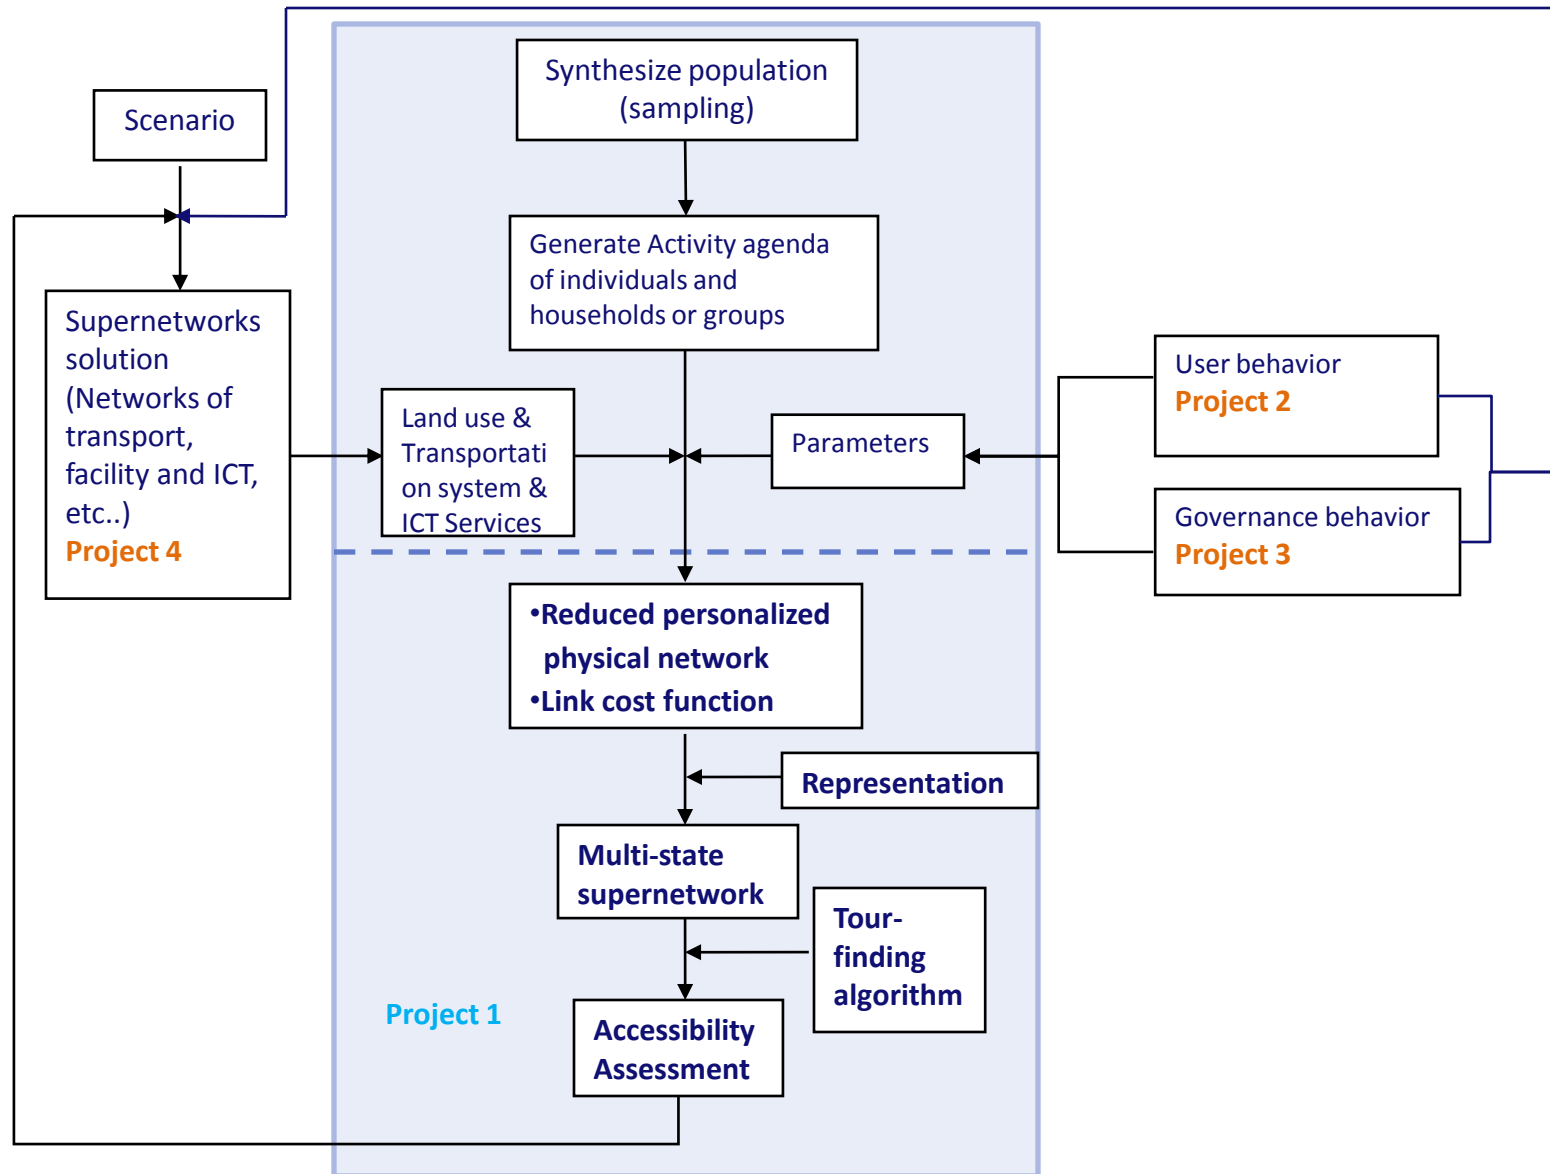 Synthesize population
(sampling)
Scenario
Generate Activity agenda
of individuals and
households or groups
Supernetworks
solution
(Networks of
transport,
facility and ICT,
etc..)
Project 4
Land use &
Transportati
on system &
ICT Services
Parameters
User behavior
Project 2
Governance behavior
Project 3
•Reduced personalized
physical network
•Link cost function
Representation
Multi-state
supernetwork
Tour-
finding
algorithm
Project 1
Accessibility
Assessment